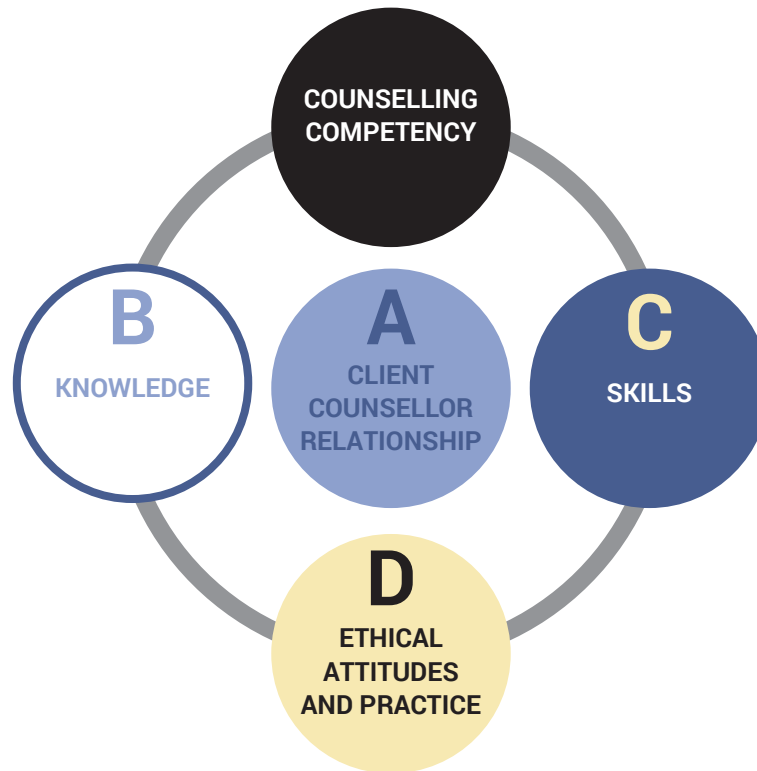 COUNSELLING
COMPETENCY
B
KNOWLEDGE
A
CLIENT
COUNSELLOR
RELATIONSHIP
C
SKILLS
D
ETHICAL
ATTITUDES
AND PRACTICE